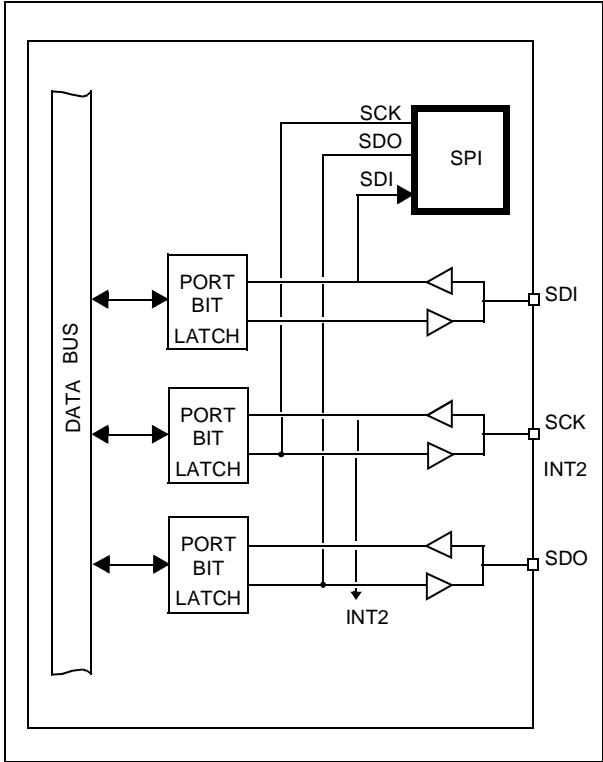 SCK
SDO
SPI
SDI
PORT
BIT
LATCH
SDI
DATA BUS
PORT
BIT
LATCH
SCK
INT2
PORT
BIT
LATCH
SDO
INT2